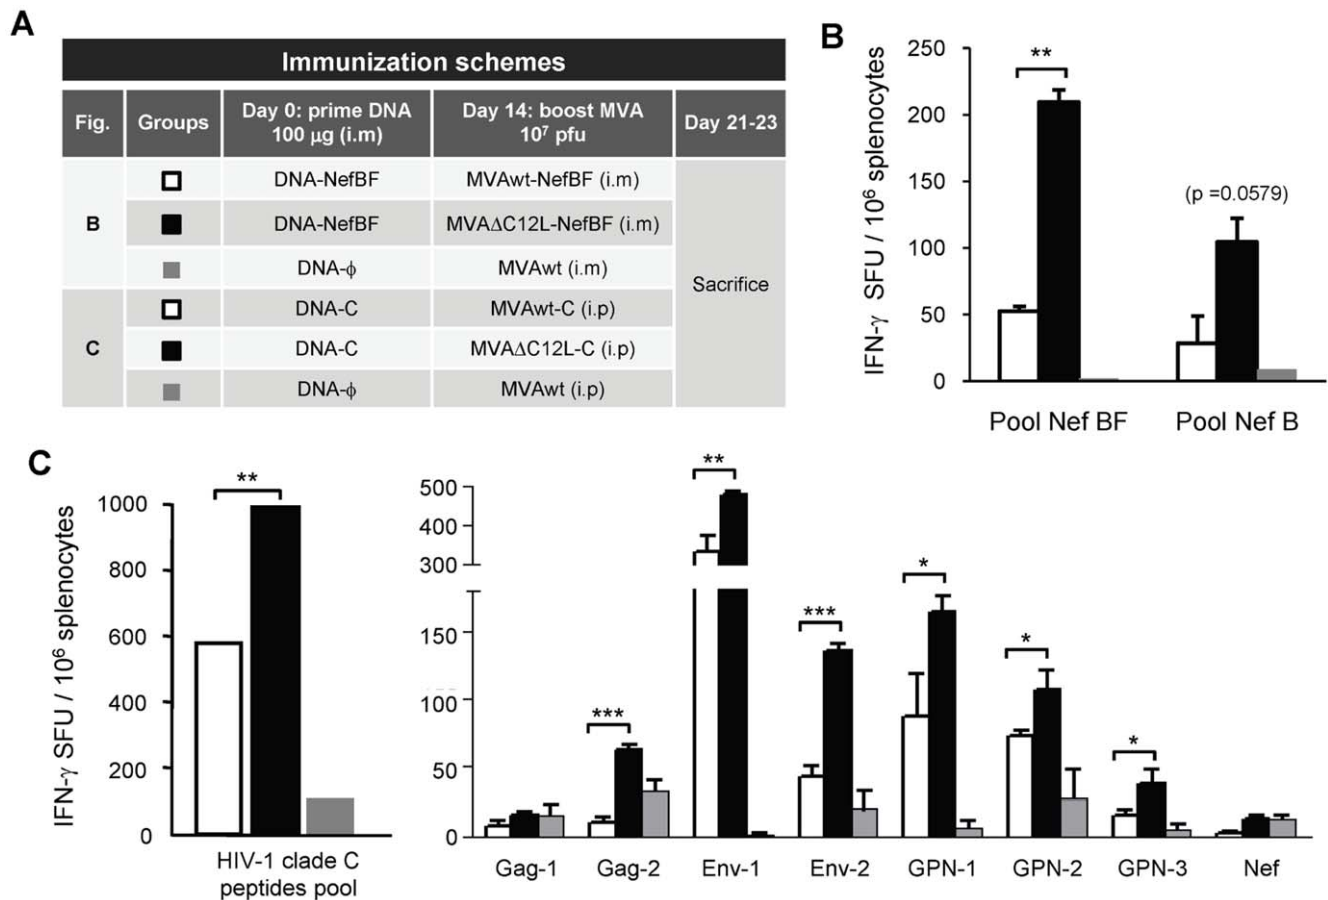 A
Immunization schemes
Fig. Groups Day 0: prime DNA 100 µg (i.m) Day 14: boost MVA 10⁷ pfu Day 21-23
B
DNA-NefBF MVAwt-NefBF (i.m)
DNA-NefBF MVAΔC12L-NefBF (i.m)
DNA-ϕ MVAwt (i.m)
Sacrifice
C
DNA-C MVAwt-C (i.p)
DNA-C MVAΔC12L-C (i.p)
DNA-ϕ MVAwt (i.p)
B
IFN-γ SFU / 10⁶ splenocytes
250
200
150
100
50
0
**
(p =0.0579)
Pool Nef BF Pool Nef B
C
IFN-γ SFU / 10⁶ splenocytes
1000
800
600
400
200
0
**
HIV-1 clade C
peptides pool
500
400
300
150
100
50
0
***
**
***
*
*
*
Gag-1 Gag-2 Env-1 Env-2 GPN-1 GPN-2 GPN-3 Nef